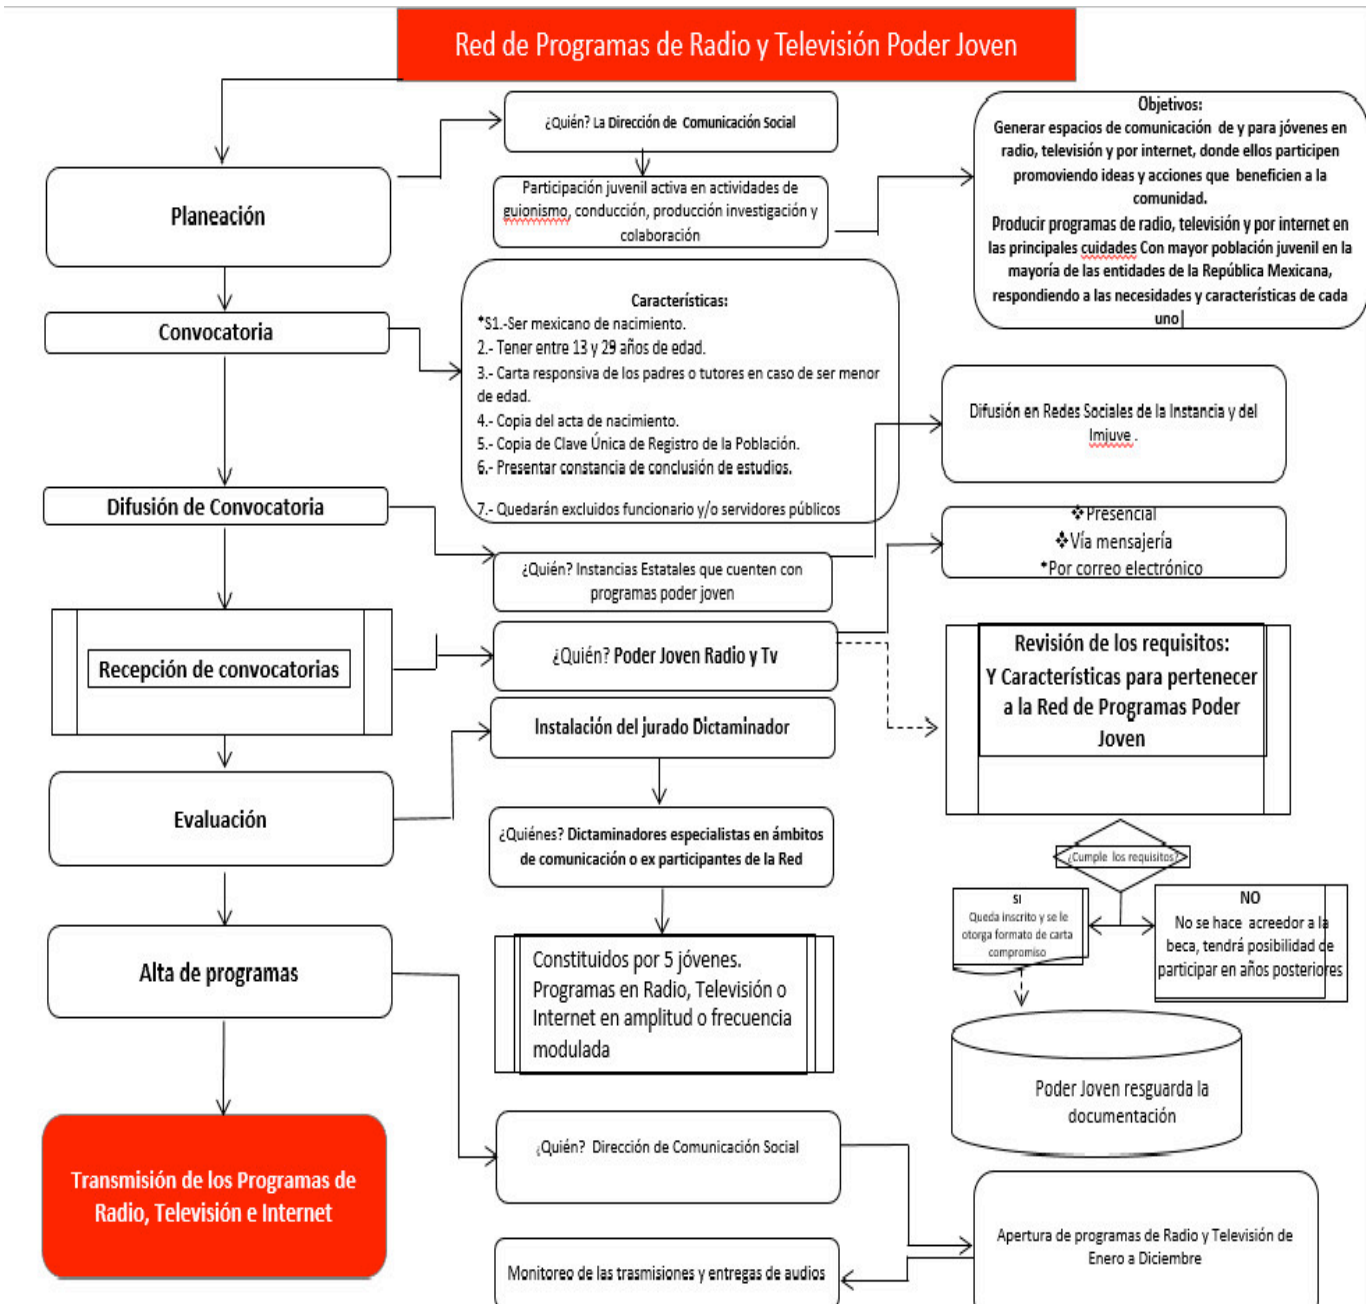 Red de Programas de Radio y Televisión Poder Joven
Planeación
¿Quién? La Dirección de Comunicación Social
Participación juvenil activa en actividades de
guionismo, conducción, producción investigación y
colaboración
Objetivos:
Generar espacios de comunicación de y para jóvenes en
radio, televisión y por internet, donde ellos participen
promoviendo ideas y acciones que beneficien a la
comunidad.
Producir programas de radio, televisión y por internet en
las principales cuidades Con mayor población juvenil en la
mayoría de las entidades de la República Mexicana,
respondiendo a las necesidades y características de cada
uno
Convocatoria
Características:
*S1.-Ser mexicano de nacimiento.
2.- Tener entre 13 y 29 años de edad.
3.- Carta responsiva de los padres o tutores en caso de ser menor
de edad.
4.- Copia del acta de nacimiento.
5.- Copia de Clave Única de Registro de la Población.
6.- Presentar constancia de conclusión de estudios.
7.- Quedarán excluidos funcionario y/o servidores públicos
Difusión de Convocatoria
¿Quién? Instancias Estatales que cuenten con
programas poder joven
Difusión en Redes Sociales de la Instancia y del
Imjuve .
Recepción de convocatorias
¿Quién? Poder Joven Radio y Tv
❖Presencial
❖Vía mensajería
*Por correo electrónico
Revisión de los requisitos:
Y Características para pertenecer
a la Red de Programas Poder
Joven
¿Cumple los requisitos?
SI
Queda inscrito y se le
otorga formato de carta
compromiso
NO
No se hace acreedor a la
beca, tendrá posibilidad de
participar en años posteriores
Poder Joven resguarda la
documentación
Evaluación
Instalación del jurado Dictaminador
¿Quiénes? Dictaminadores especialistas en ámbitos
de comunicación o ex participantes de la Red
Constituidos por 5 jóvenes.
Programas en Radio, Televisión o
Internet en amplitud o frecuencia
modulada
Alta de programas
¿Quién? Dirección de Comunicación Social
Apertura de programas de Radio y Televisión de
Enero a Diciembre
Monitoreo de las trasmisiones y entregas de audios
Transmisión de los Programas de
Radio, Televisión e Internet